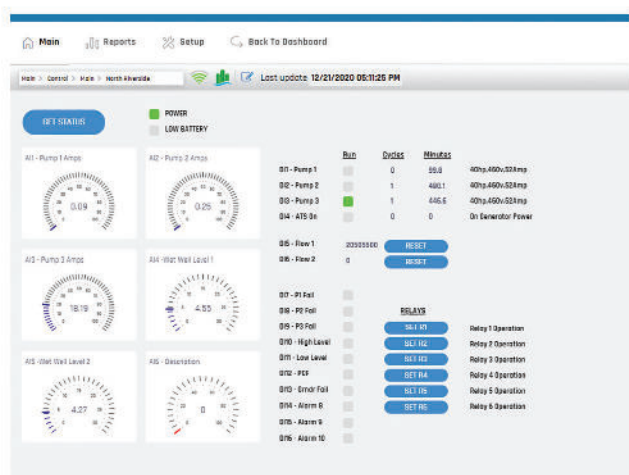 Main Reports Setup Back To Dashboard
Main > Control > Main > North Riverside Last update 12/21/2020 05:11:25 PM
GET STATUS
POWER
LOW BATTERY
AI1 - Pump 1 Amps
0.09
AI2 - Pump 2 Amps
0.25
Run Cycles Minutes
DI1 - Pump 1 0 99.8 40hp.460v.52Amp
DI2 - Pump 2 1 480.1 40hp.460v.52Amp
DI3 - Pump 3 1 446.6 40hp.460v.52Amp
DI4 - ATS On 0 0 On Generator Power
AI3 - Pump 3 Amps
18.19
AI4 -Wet Well Level 1
4.55
DI5 - Flow 1 20505500 RESET
DI6 - Flow 2 0 RESET
DI7 - P1 Fail
DI8 - P2 Fail RELAYS
DI9 - P3 Fail SET R1 Relay 1 Operation
DI10 - High Level SET R2 Relay 2 Operation
DI11 - Low Level SET R3 Relay 3 Operation
DI12 - PCF SET R4 Relay 4 Operation
DI13 - Grndr Fail SET R5 Relay 5 Operation
DI14 - Alarm 8 SET R6 Relay 6 Operation
DI15 - Alarm 9
DI16 - Alarm 10
AI5 -Wet Well Level 2
4.27
AI6 - Description
0